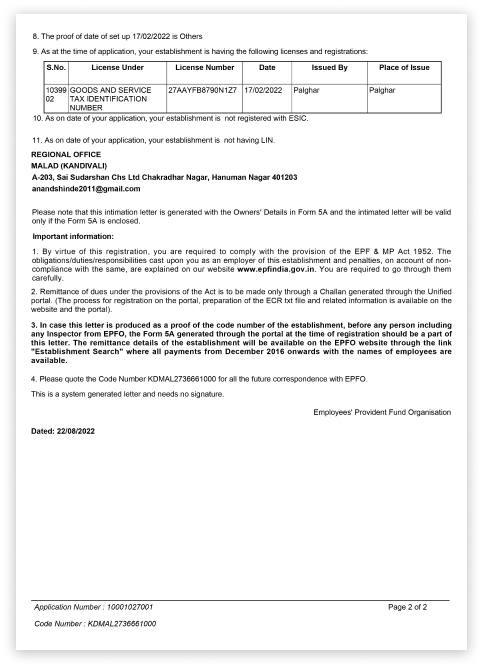 8. The proof of date of set up 17/02/2022 is Others
9. As at the time of application, your establishment is having the following licenses and registrations:
S.No. License Under License Number Date Issued By Place of Issue
10399 GOODS AND SERVICE 27AAYFB8790N1Z7 17/02/2022 Palghar Palghar
02 TAX IDENTIFICATION
NUMBER
10. As on date of your application, your establishment is  not registered with ESIC.
11. As on date of your application, your establishment is  not having LIN.
REGIONAL OFFICE
MALAD (KANDIVALI)
A-203, Sai Sudarshan Chs Ltd Chakradhar Nagar, Hanuman Nagar 401203
anandshinde2011@gmail.com
Please note that this intimation letter is generated with the Owners' Details in Form 5A and the intimated letter will be valid
only if the Form 5A is enclosed.
Important information:
1. By virtue of this registration, you are required to comply with the provision of the EPF & MP Act 1952. The
obligations/duties/responsibilities cast upon you as an employer of this establishment and penalties, on account of non-
compliance with the same, are explained on our website www.epfindia.gov.in. You are required to go through them
carefully.
2. Remittance of dues under the provisions of the Act is to be made only through a Challan generated through the Unified
portal. (The process for registration on the portal, preparation of the ECR txt file and related information is available on the
website and the portal).
3. In case this letter is produced as a proof of the code number of the establishment, before any person including
any Inspector from EPFO, the Form 5A generated through the portal at the time of registration should be a part of
this letter. The remittance details of the establishment will be available on the EPFO website through the link
"Establishment Search" where all payments from December 2016 onwards with the names of employees are
available.
4. Please quote the Code Number KDMAL2736661000 for all the future correspondence with EPFO.
This is a system generated letter and needs no signature.
Employees' Provident Fund Organisation
Dated: 22/08/2022
Application Number : 10001027001 Page 2 of 2
Code Number : KDMAL2736661000